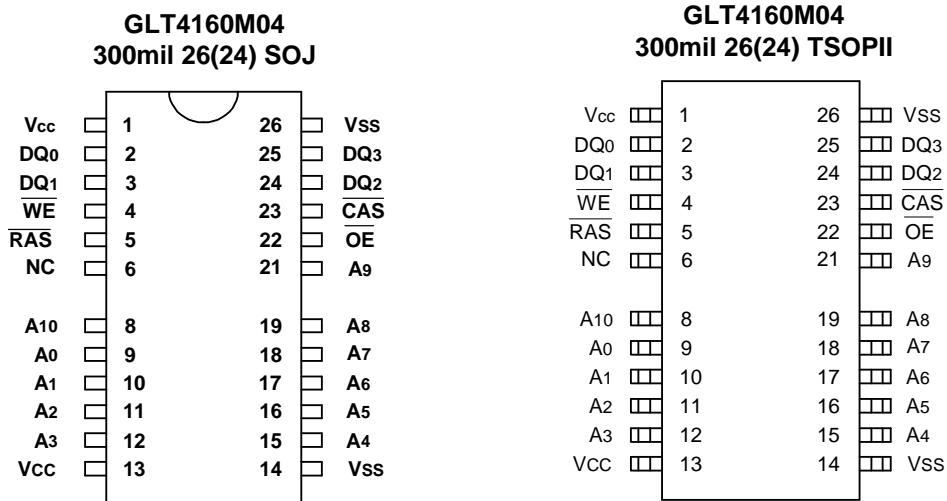 GLT4160M04
300mil 26(24) SOJ
Vcc 1 26 VSS
DQ0 2 25 DQ3
DQ1 3 24 DQ2
WE 4 23 CAS
RAS 5 22 OE
NC 6 21 A9
A10 8 19 A8
A0 9 18 A7
A1 10 17 A6
A2 11 16 A5
A3 12 15 A4
VCC 13 14 VSS
GLT4160M04
300mil 26(24) TSOPII
Vcc 1 26 VSS
DQ0 2 25 DQ3
DQ1 3 24 DQ2
WE 4 23 CAS
RAS 5 22 OE
NC 6 21 A9
A10 8 19 A8
A0 9 18 A7
A1 10 17 A6
A2 11 16 A5
A3 12 15 A4
VCC 13 14 VSS